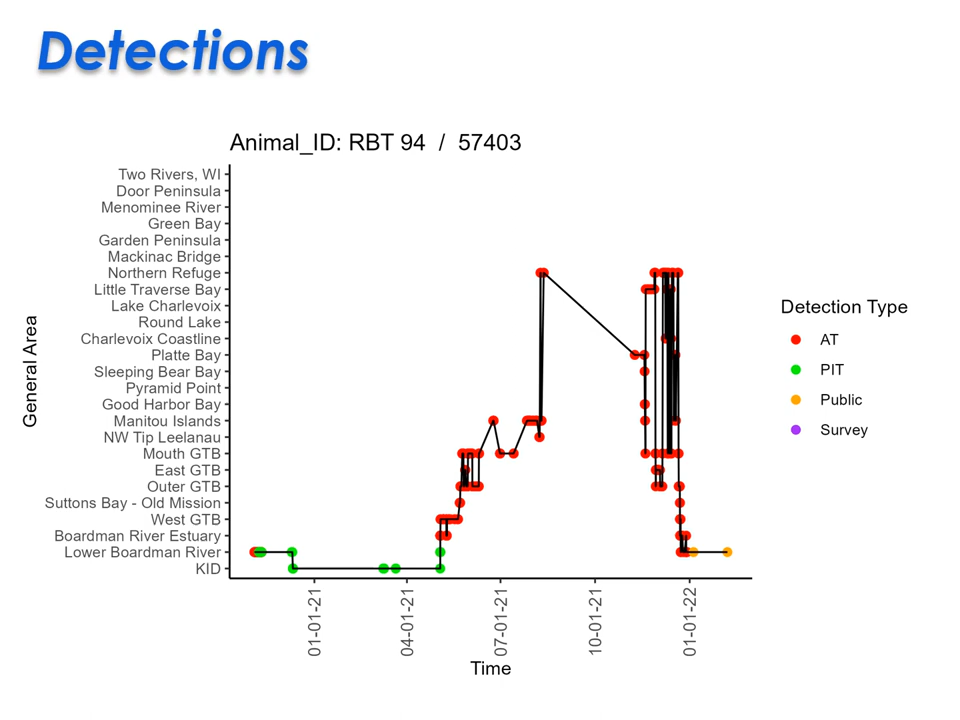 Detections
Animal_ID: RBT 94 / 57403
General Area
Two Rivers, WI
Door Peninsula
Menominee River
Green Bay
Garden Peninsula
Mackinac Bridge
Northern Refuge
Little Traverse Bay
Lake Charlevoix
Round Lake
Charlevoix Coastline
Platte Bay
Sleeping Bear Bay
Pyramid Point
Good Harbor Bay
Manitou Islands
NW Tip Leelanau
Mouth GTB
East GTB
Outer GTB
Suttons Bay - Old Mission
West GTB
Boardman River Estuary
Lower Boardman River
KID
01-01-21
04-01-21
07-01-21
10-01-21
01-01-22
Time
Detection Type
AT
PIT
Public
Survey